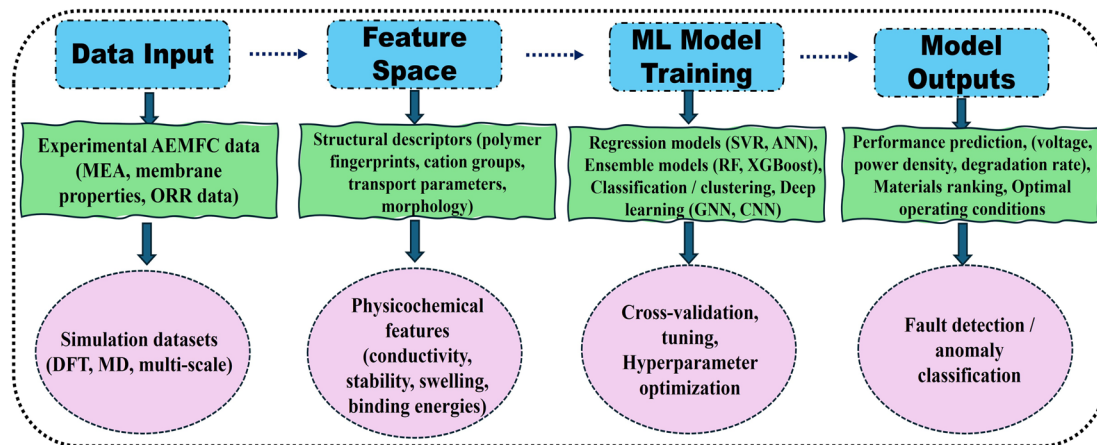 Data Input
Feature
Space
ML Model
Training
Model
Outputs
Experimental AEMFC data
(MEA, membrane
properties, ORR data)
Structural descriptors (polymer
fingerprints, cation groups,
transport parameters,
morphology)
Regression models (SVR, ANN),
Ensemble models (RF, XGBoost),
Classification / clustering, Deep
learning (GNN, CNN)
Performance prediction, (voltage,
power density, degradation rate),
Materials ranking, Optimal
operating conditions
Simulation datasets
(DFT, MD, multi-scale)
Physicochemical
features
(conductivity,
stability, swelling,
binding energies)
Cross-validation,
tuning,
Hyperparameter
optimization
Fault detection /
anomaly
classification